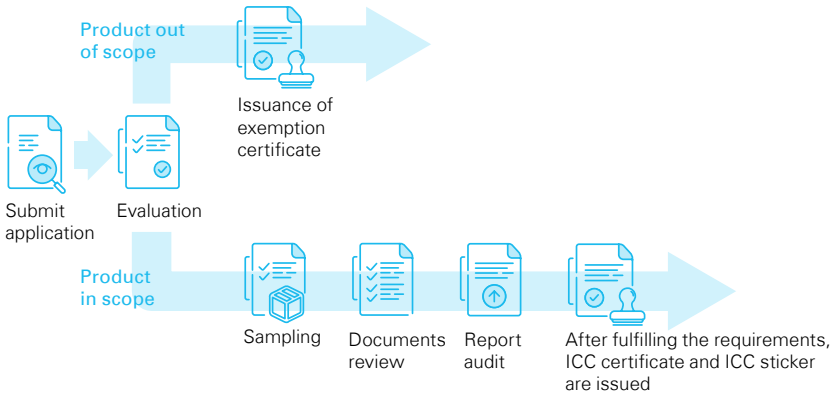 Product out
of scope
Issuance of
exemption
certificate
Submit
application
Evaluation
Product
in scope
Sampling
Documents
review
Report
audit
After fulfilling the requirements,
ICC certificate and ICC sticker
are issued